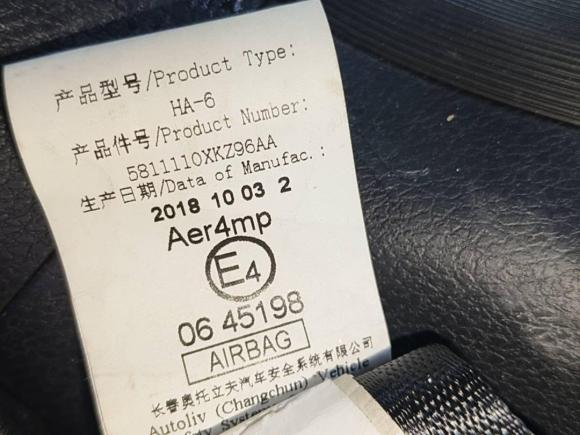 产品型号/Product Type:
HA-6
产品件号/Product Number:
5811110XKZ96AA
生产日期/Data of Manufac.:
2018 10 03 2
Aer4mp
E4
06 45198
AIRBAG
长春奥托立夫汽车安全系统有限公司
Autoliv (Changchun) Vehicle
Safety System